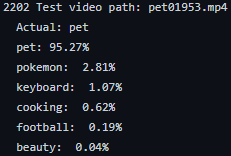 2202 Test video path: pet01953.mp4
Actual: pet
pet: 95.27%
pokemon: 2.81%
keyboard: 1.07%
cooking: 0.62%
football: 0.19%
beauty: 0.04%